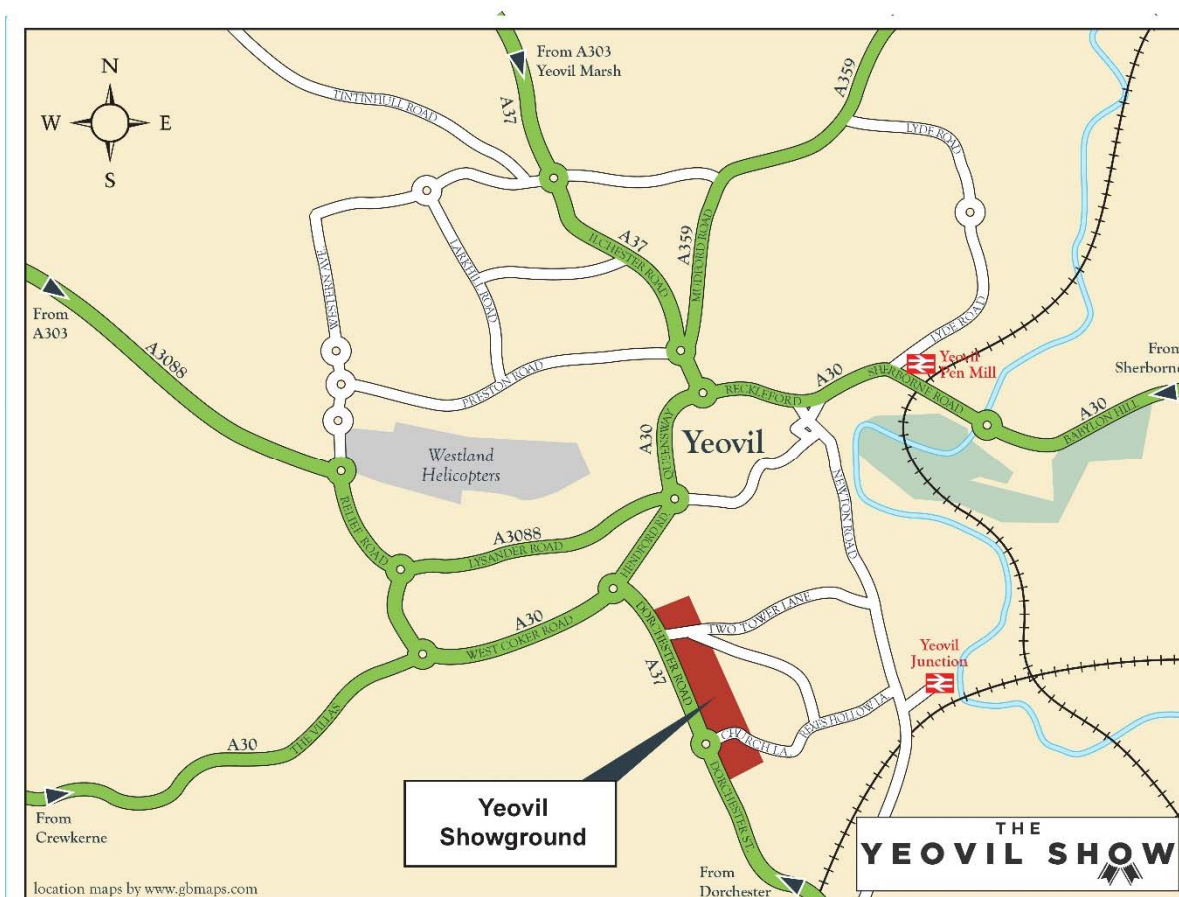 N
W
E
S
From A303
Yeovil Marsh
A37
A359
TINTINHULL ROAD
LYDE ROAD
WESTERN AVE.
LARKHILL ROAD
A37
ILCHESTER ROAD
A359
MUDFORD ROAD
From
A303
A3088
PRESTON ROAD
LYDE ROAD
Yeovil
Pen Mill
From
Sherborne
A30
RECKLEFORD
SHERBORNE ROAD
A30
BABYLON HILL
A30
QUEENSWAY
Yeovil
Westland
Helicopters
NEWTON ROAD
RELIEF ROAD
A3088
LYSANDER ROAD
HENDFORD RD.
A30
WEST COKER ROAD
DORCHESTER ROAD
A37
TWO TOWER LANE
Yeovil
Junction
REXES HOLLOW LA.
CHURCH LA.
A30
THE VILLAS
From
Crewkerne
Yeovil
Showground
DORCHESTER ST.
From
Dorchester
THE
YEOVIL SHOW
location maps by www.gbmaps.com